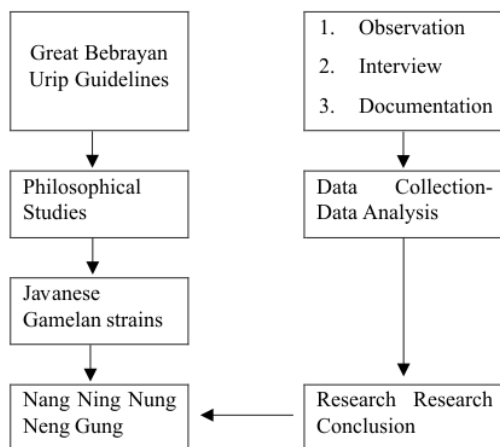 Great Bebrayan
Urip Guidelines
Philosophical
Studies
Javanese
Gamelan strains
Nang Ning Nung
Neng Gung
1. Observation
2. Interview
3. Documentation
Data Collection-
Data Analysis
Research Research
Conclusion